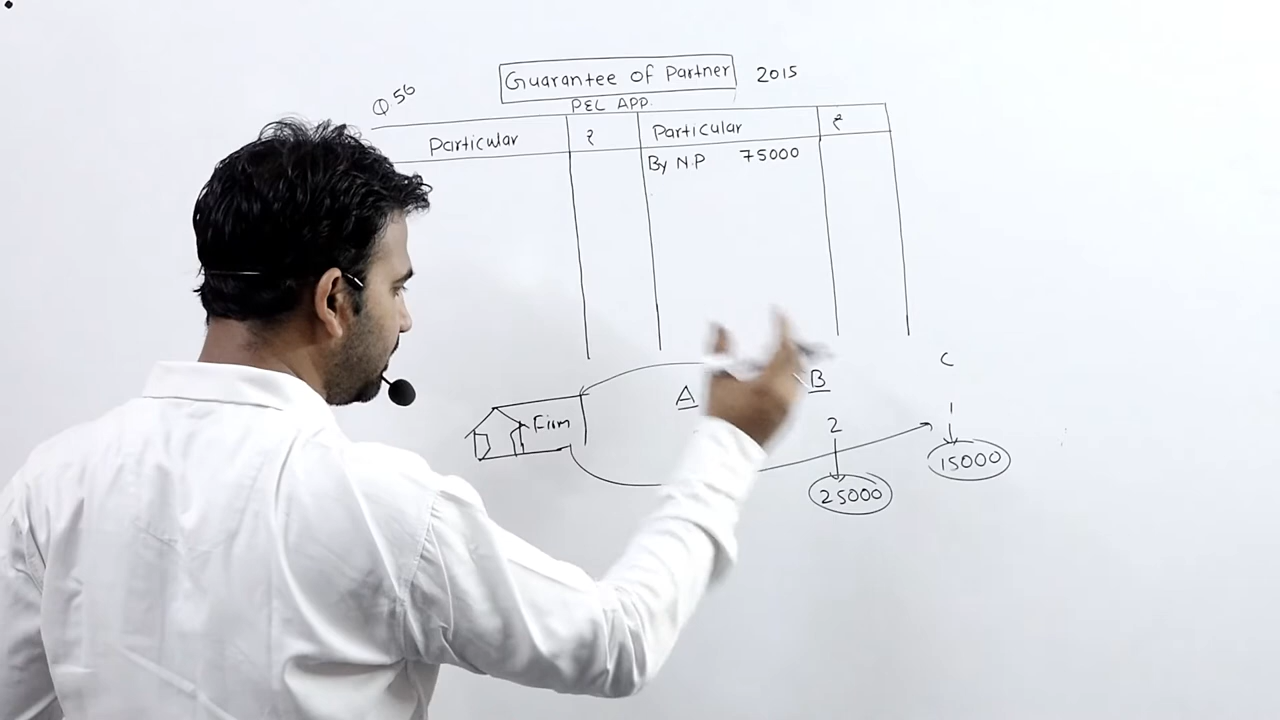 Guarantee of Partner 2015
Q.56
P&L APP.
Particular ₹ Particular ₹
By N.P 75000
C
A B
Firm 2 1
25000 15000